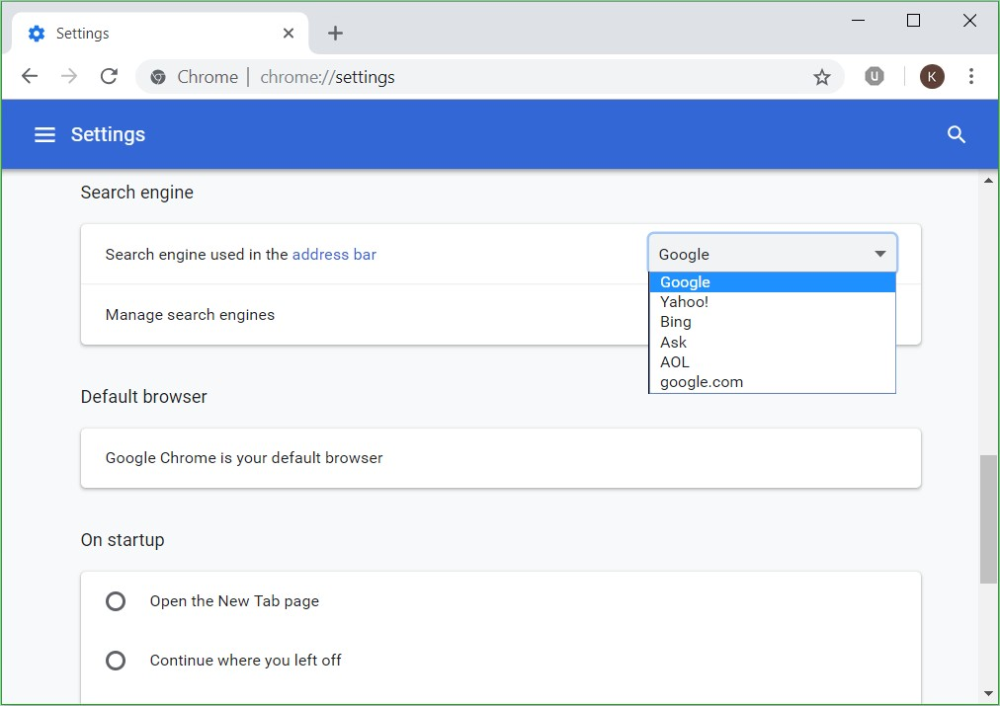 Settings
Chrome | chrome://settings
U
K
Settings
Search engine
Search engine used in the address bar
Google
Google
Yahoo!
Bing
Ask
AOL
google.com
Manage search engines
Default browser
Google Chrome is your default browser
On startup
Open the New Tab page
Continue where you left off